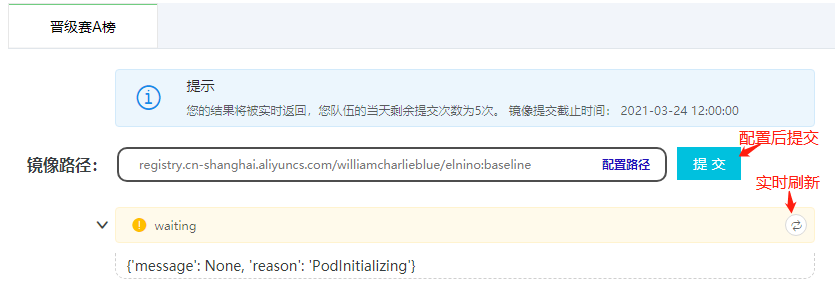 晋级赛A榜
提示
您的结果将被实时返回，您队伍的当天剩余提交次数为5次。 镜像提交截止时间： 2021-03-24 12:00:00
配置后提交
镜像路径： registry.cn-shanghai.aliyuncs.com/williamcharlieblue/elnino:baseline 配置路径 提 交
实时刷新
waiting
{'message': None, 'reason': 'PodInitializing'}